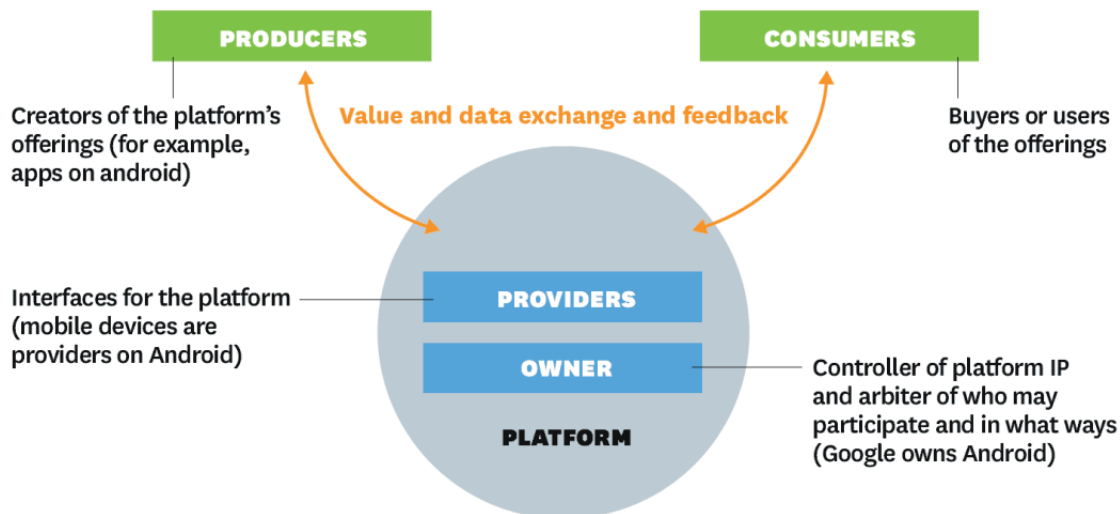 PRODUCERS
CONSUMERS
Creators of the platform's
offerings (for example,
apps on android)
Value and data exchange and feedback
Buyers or users
of the offerings
Interfaces for the platform
(mobile devices are
providers on Android)
PROVIDERS
OWNER
PLATFORM
Controller of platform IP
and arbiter of who may
participate and in what ways
(Google owns Android)